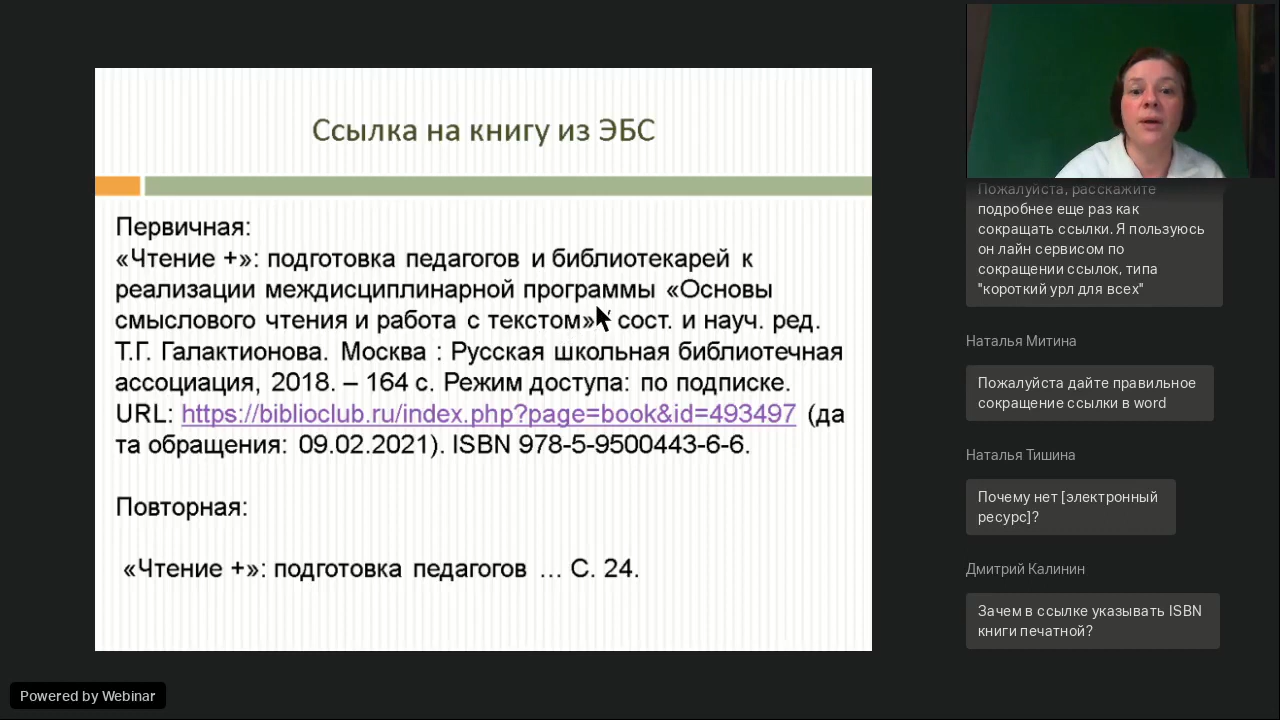 Ссылка на книгу из ЭБС
Первичная:
«Чтение +»: подготовка педагогов и библиотекарей к
реализации междисциплинарной программы «Основы
смыслового чтения и работа с текстом» сост. и науч. ред.
Т.Г. Галактионова. Москва : Русская школьная библиотечная
ассоциация, 2018. – 164 с. Режим доступа: по подписке.
URL: https://biblioclub.ru/index.php?page=book&id=493497 (да
та обращения: 09.02.2021). ISBN 978-5-9500443-6-6.
Повторная:
«Чтение +»: подготовка педагогов … С. 24.
Пожалуйста, расскажите
подробнее еще раз как
сокращать ссылки. Я пользуюсь
он лайн сервисом по
сокращении ссылок, типа
"короткий урл для всех"
Наталья Митина
Пожалуйста дайте правильное
сокращение ссылки в word
Наталья Тишина
Почему нет [электронный
ресурс]?
Дмитрий Калинин
Зачем в ссылке указывать ISBN
книги печатной?
Powered by Webinar